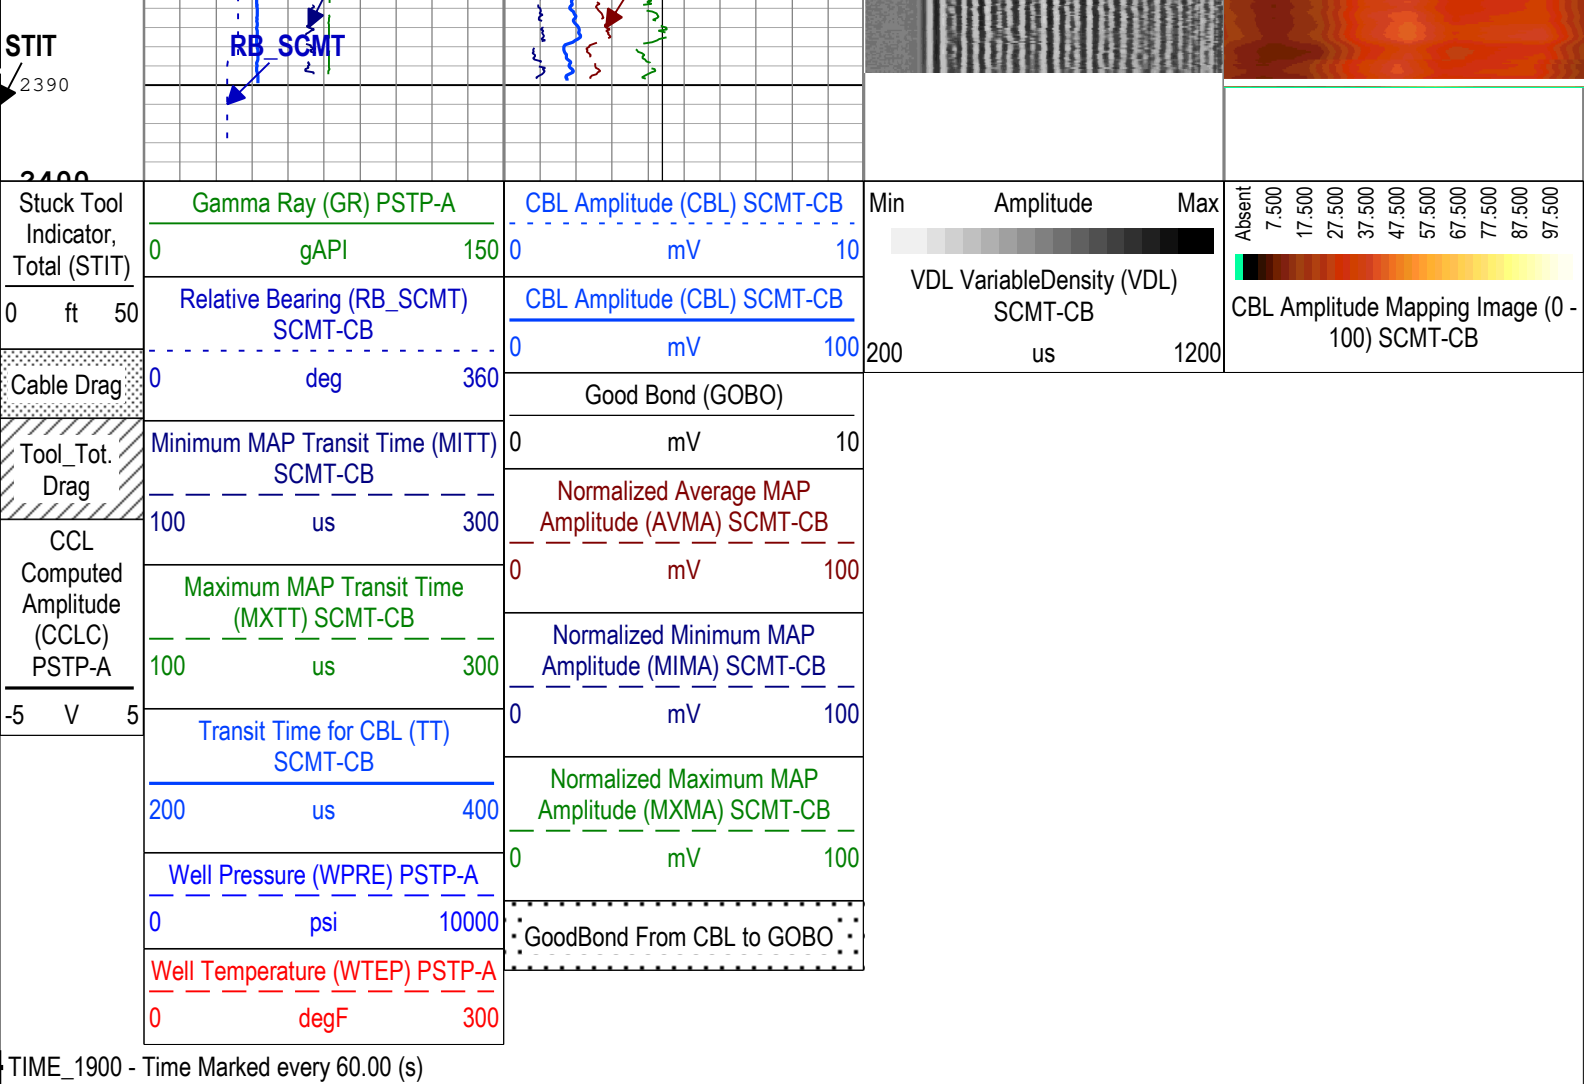 STIT
RB_SCMT
2390
2400
Stuck Tool
Indicator,
Total (STIT)
0 ft 50
Cable Drag
Tool_Tot.
Drag
CCL
Computed
Amplitude
(CCLC)
PSTP-A
-5 V 5
Gamma Ray (GR) PSTP-A
0 gAPI 150
Relative Bearing (RB_SCMT)
SCMT-CB
0 deg 360
Minimum MAP Transit Time (MITT)
SCMT-CB
100 us 300
Maximum MAP Transit Time
(MXTT) SCMT-CB
100 us 300
Transit Time for CBL (TT)
SCMT-CB
200 us 400
Well Pressure (WPRE) PSTP-A
0 psi 10000
Well Temperature (WTEP) PSTP-A
0 degF 300
CBL Amplitude (CBL) SCMT-CB
0 mV 10
CBL Amplitude (CBL) SCMT-CB
0 mV 100
Good Bond (GOBO)
0 mV 10
Normalized Average MAP
Amplitude (AVMA) SCMT-CB
0 mV 100
Normalized Minimum MAP
Amplitude (MIMA) SCMT-CB
0 mV 100
Normalized Maximum MAP
Amplitude (MXMA) SCMT-CB
0 mV 100
GoodBond From CBL to GOBO
Min Amplitude Max
VDL VariableDensity (VDL)
SCMT-CB
200 us 1200
Absent
7.500
17.500
27.500
37.500
47.500
57.500
67.500
77.500
87.500
97.500
CBL Amplitude Mapping Image (0 -
100) SCMT-CB
TIME_1900 - Time Marked every 60.00 (s)